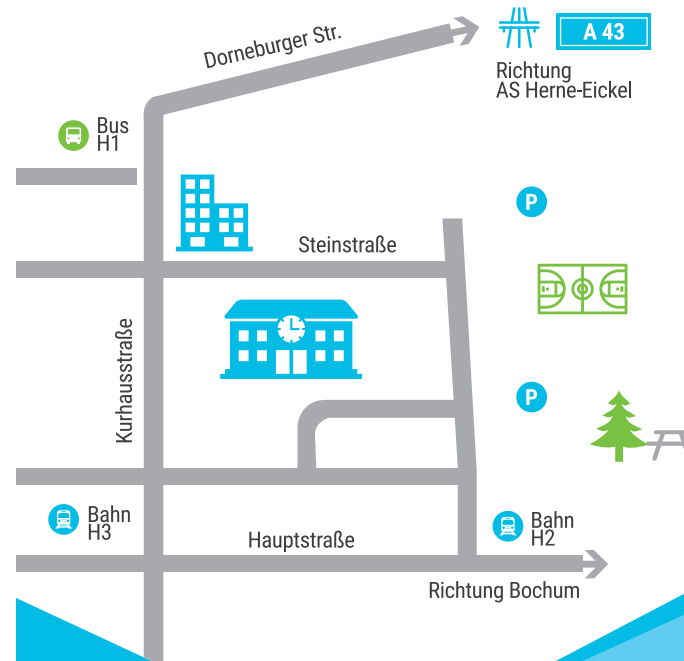 Dorneburger Str.
A 43
Richtung
AS Herne-Eickel
Bus
H1
P
Steinstraße
Kurhausstraße
P
Bahn
H3
Hauptstraße
Bahn
H2
Richtung Bochum